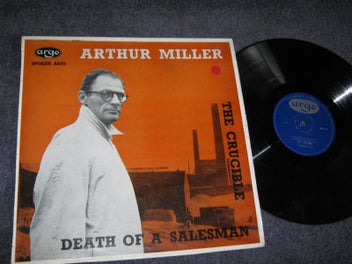 argo
SPOKEN ARTS
ARTHUR MILLER
THE CRUCIBLE
DEATH OF A SALESMAN
argo